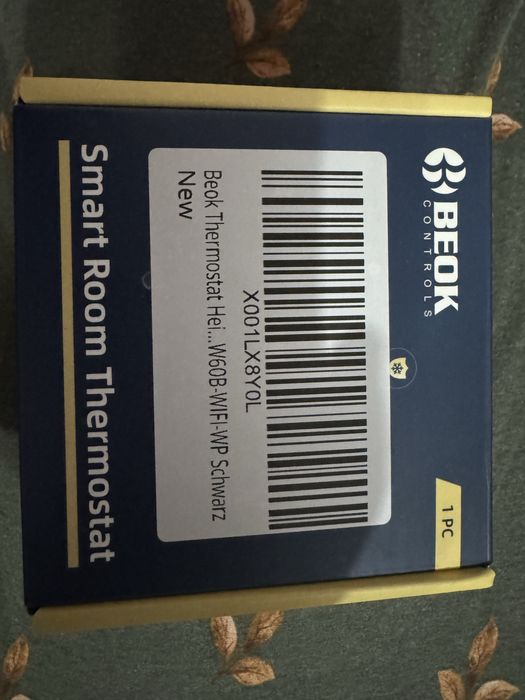 BEOK
CONTROLS
1 PC
X001LX8Y0L
Beok Thermostat Hei...W60B-WIFI-WP Schwarz
New
Smart Room Thermostat